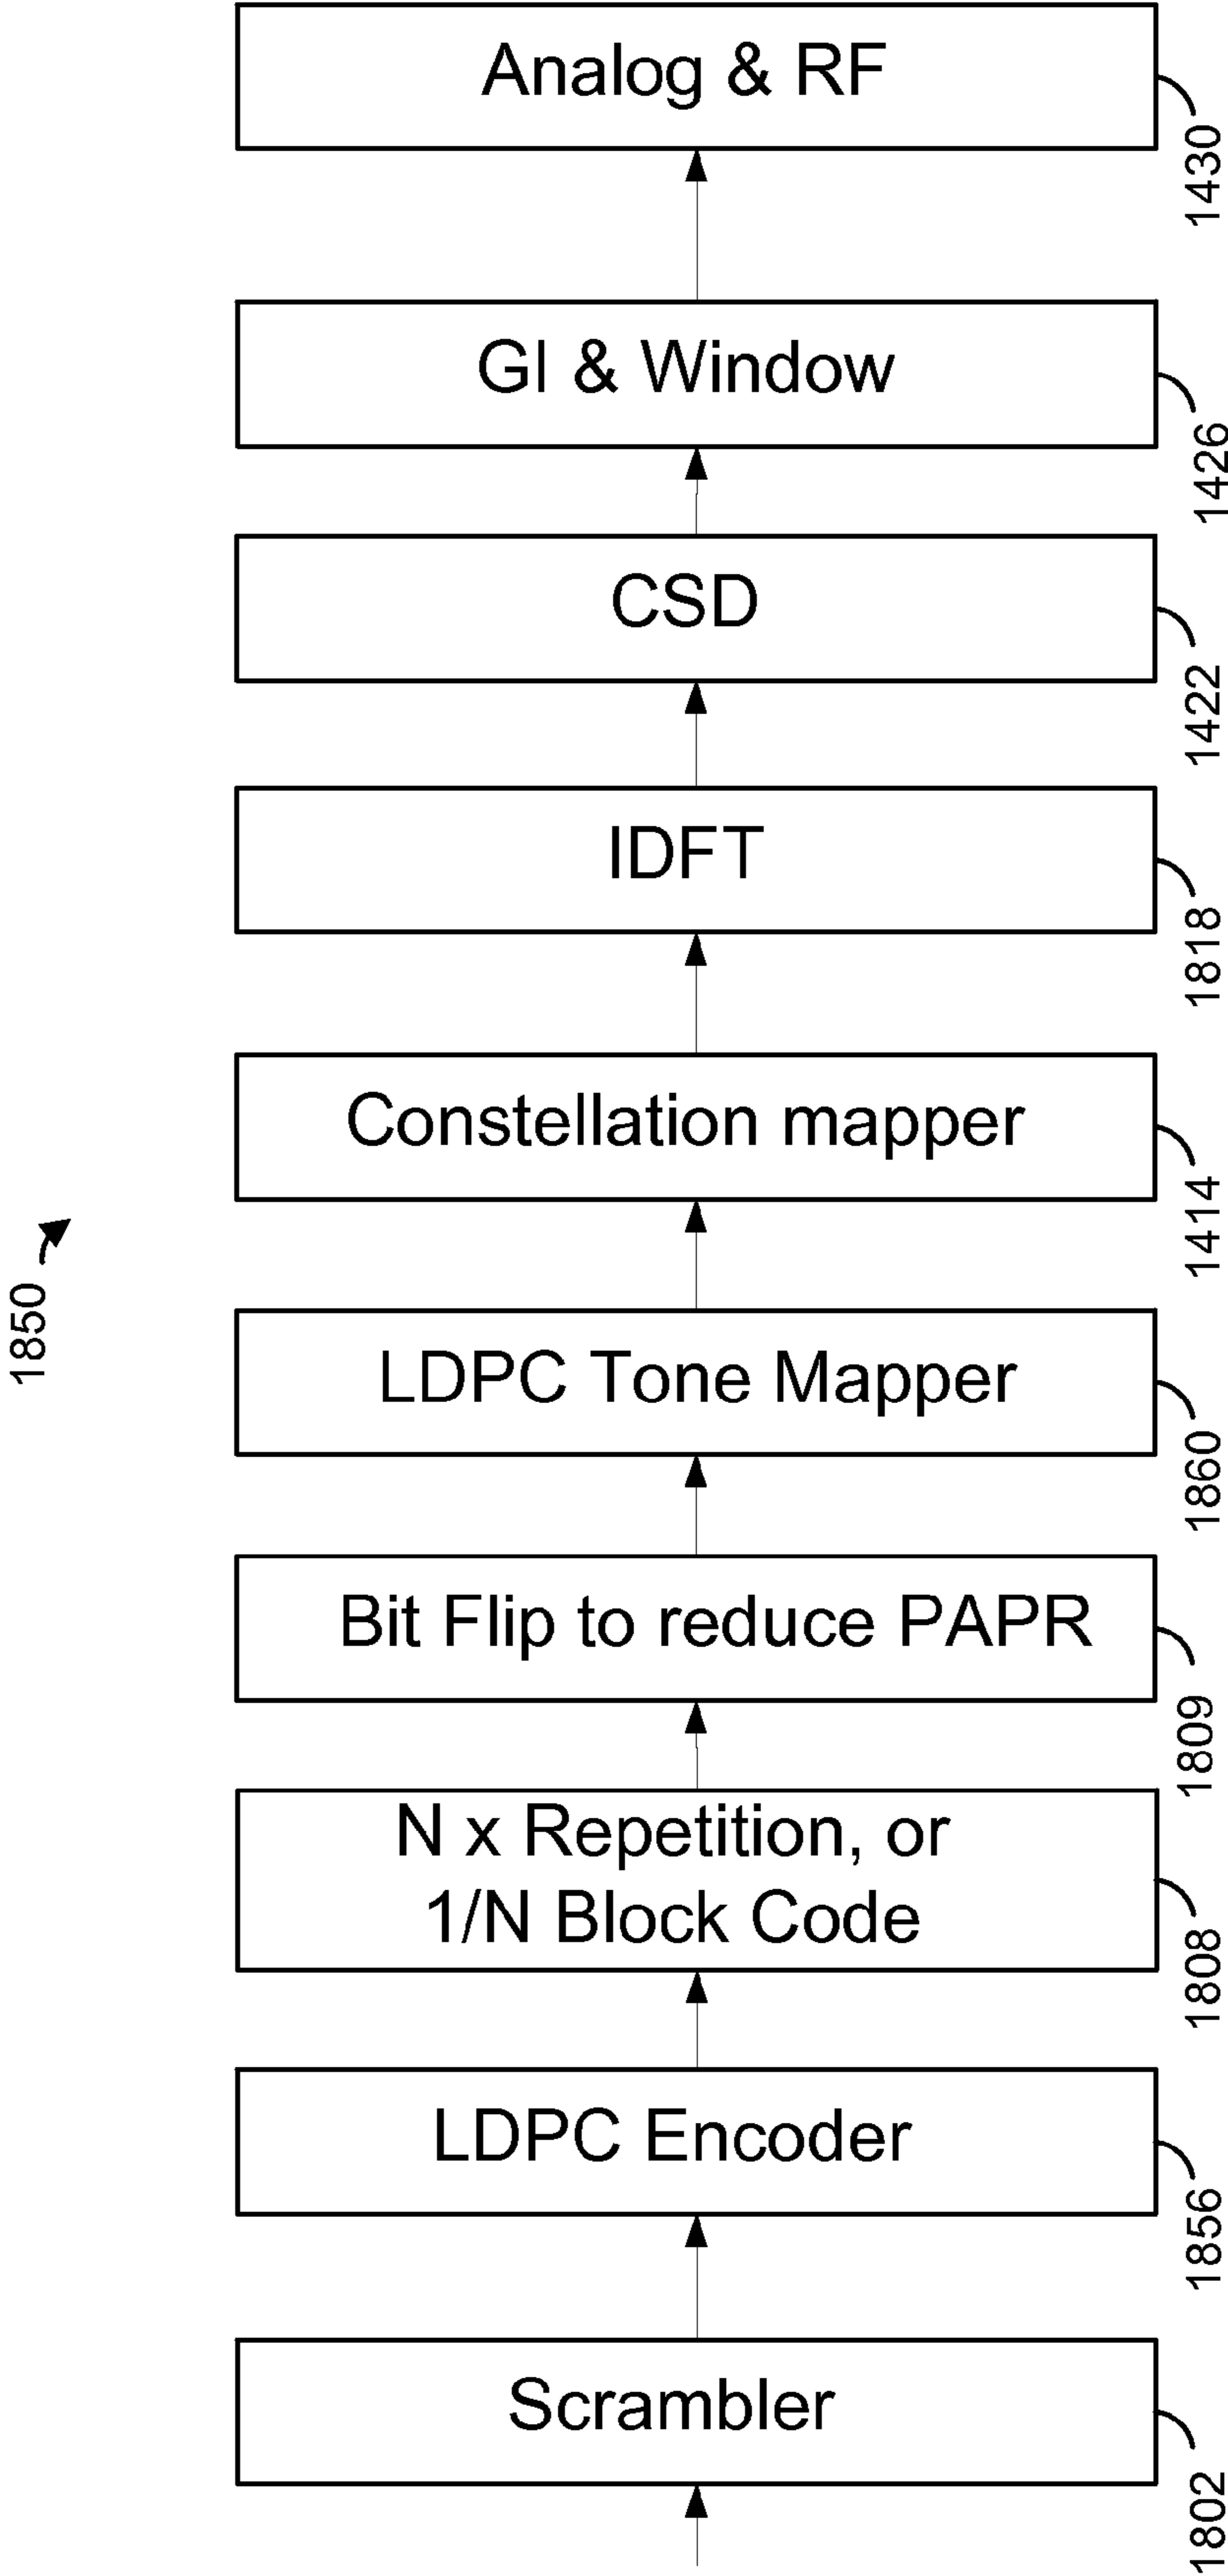 Analog & RF
1430
GI & Window
1426
CSD
1422
IDFT
1818
Constellation mapper
1414
1850
LDPC Tone Mapper
1860
Bit Flip to reduce PAPR
1809
N x Repetition, or
1/N Block Code
1808
LDPC Encoder
1856
Scrambler
1802